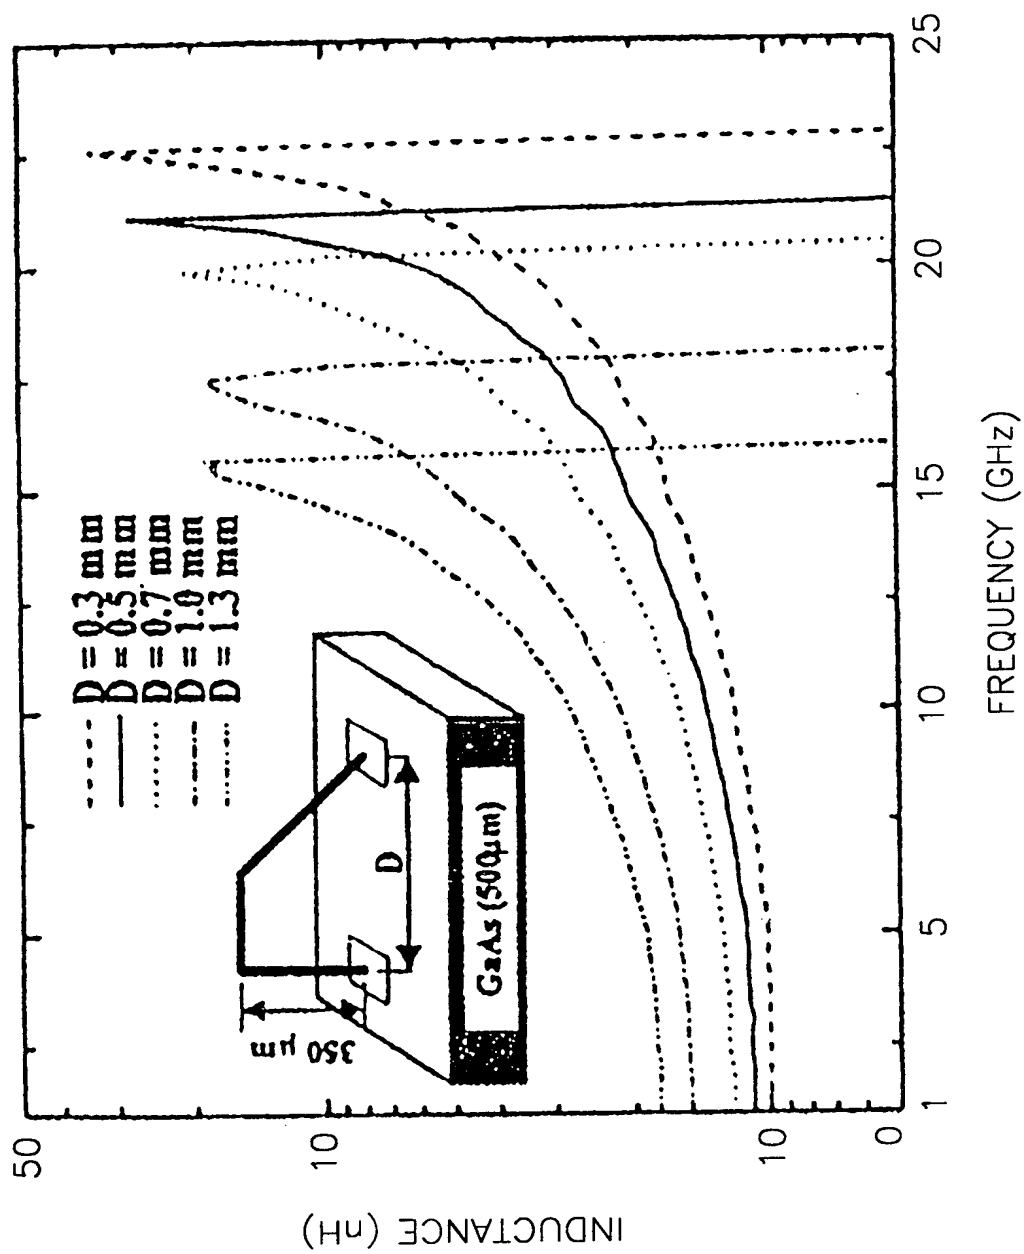 50
10
10
0
INDUCTANCE (nH)
D = 0.3 mm
D = 0.5 mm
D = 0.7 mm
D = 1.0 mm
D = 1.3 mm
350 μm
D
GaAs (500μm)
1
5
10
15
20
25
FREQUENCY (GHz)